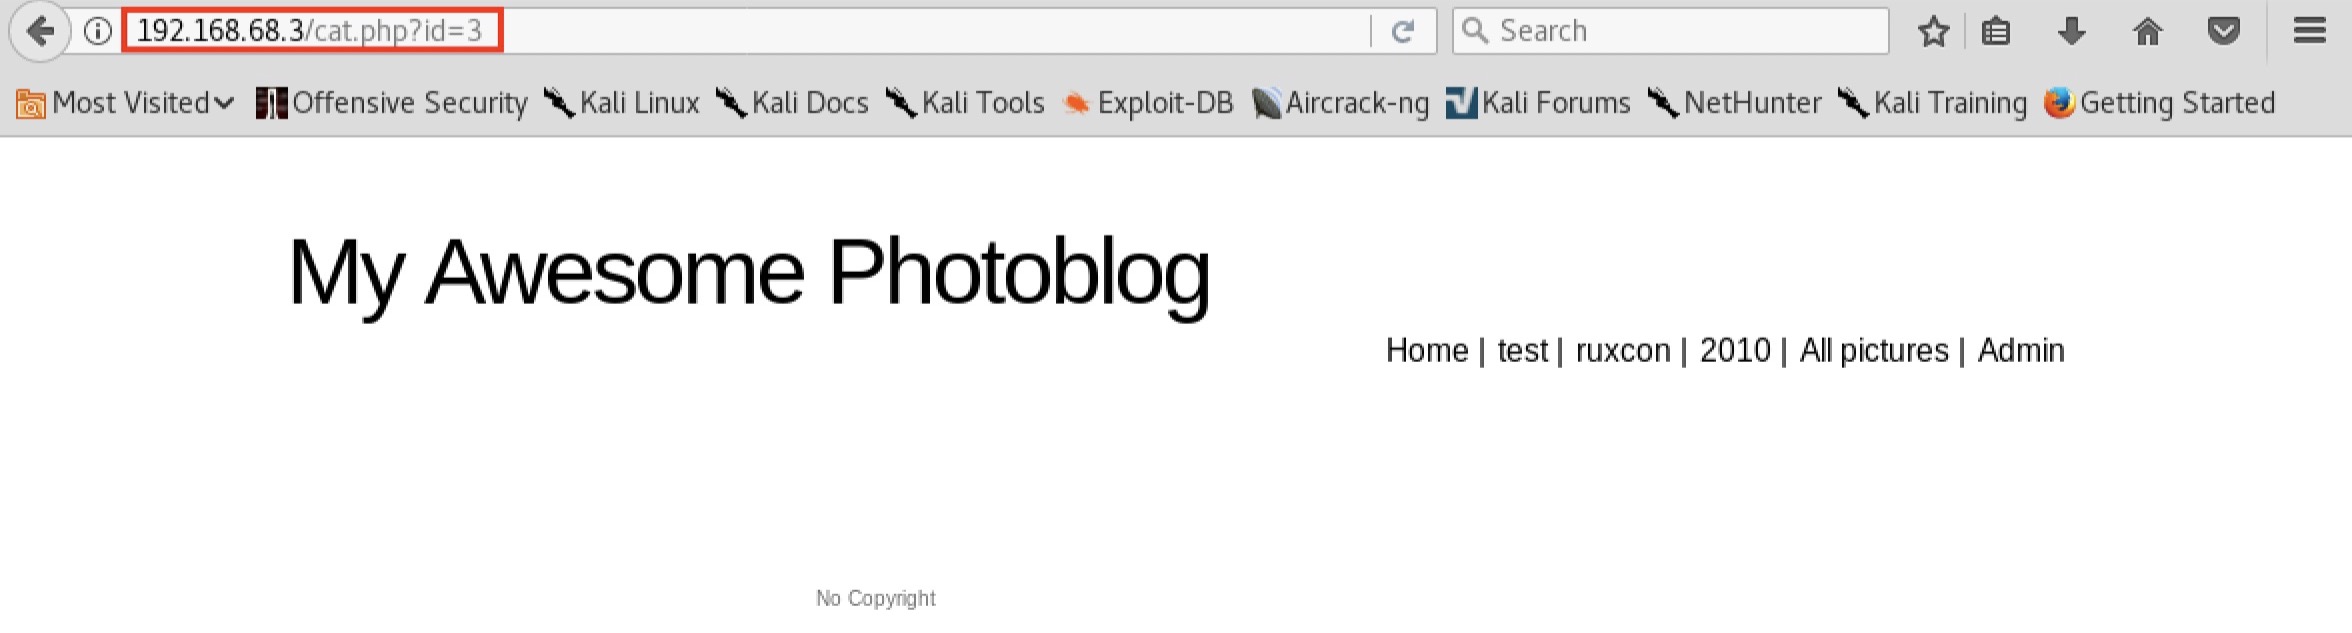 192.168.68.3/cat.php?id=3 Search
Most Visited Offensive Security Kali Linux Kali Docs Kali Tools Exploit-DB Aircrack-ng Kali Forums NetHunter Kali Training Getting Started
My Awesome Photoblog
Home | test | ruxcon | 2010 | All pictures | Admin
No Copyright